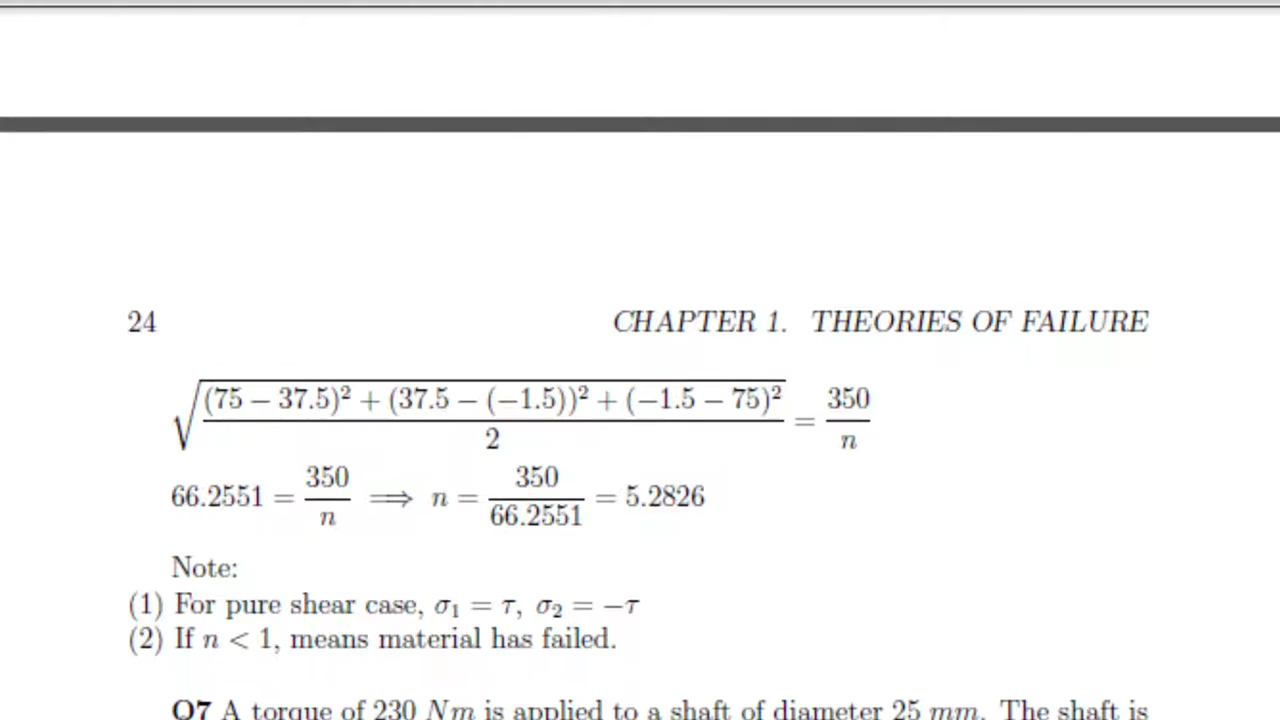 24 CHAPTER 1. THEORIES OF FAILURE
√((75 − 37.5)² + (37.5 − (−1.5))² + (−1.5 − 75)² / 2) = 350 / n
66.2551 = 350 / n ⟹ n = 350 / 66.2551 = 5.2826
Note:
(1) For pure shear case, σ₁ = τ, σ₂ = −τ
(2) If n < 1, means material has failed.
Q7 A torque of 230 Nm is applied to a shaft of diameter 25 mm. The shaft is